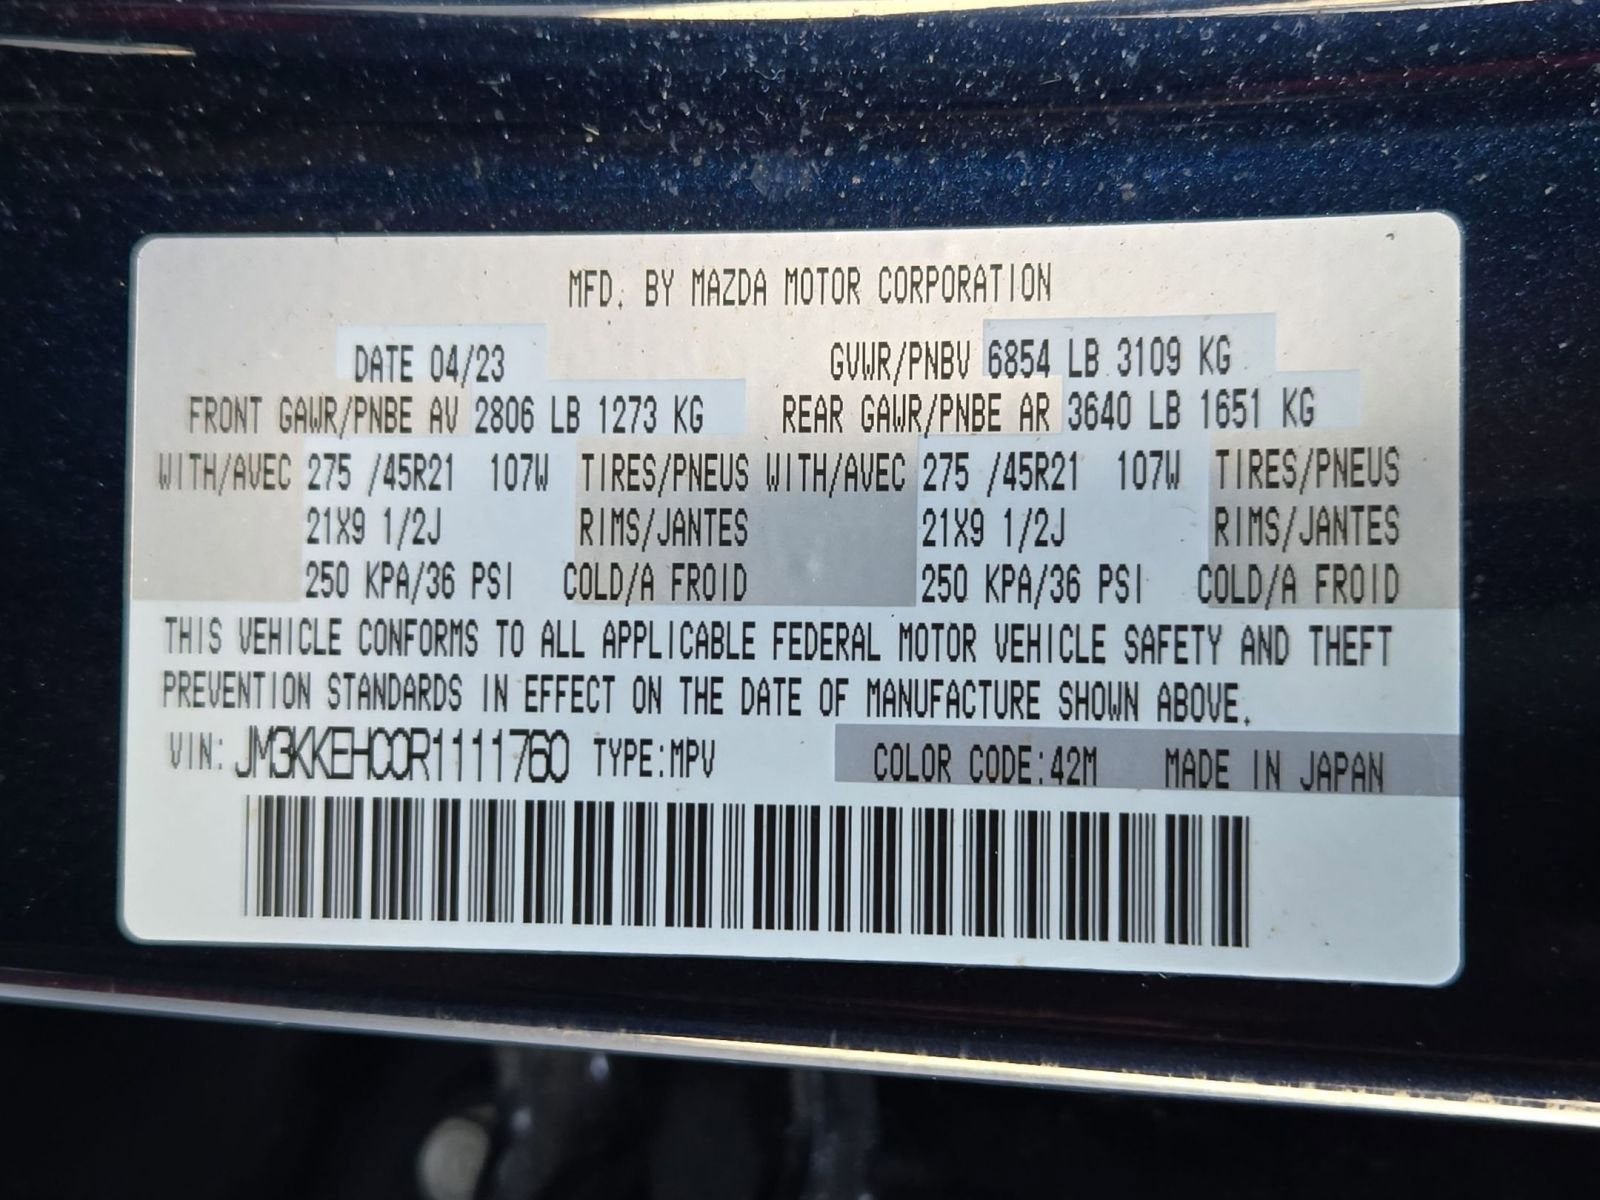 MFD. BY MAZDA MOTOR CORPORATION
DATE 04/23 GVWR/PNBV 6854 LB 3109 KG
FRONT GAWR/PNBE AV 2806 LB 1273 KG REAR GAWR/PNBE AR 3640 LB 1651 KG
WITH/AVEC 275 /45R21 107W TIRES/PNEUS WITH/AVEC 275 /45R21 107W TIRES/PNEUS
21X9 1/2J RIMS/JANTES 21X9 1/2J RIMS/JANTES
250 KPA/36 PSI COLD/A FROID 250 KPA/36 PSI COLD/A FROID
THIS VEHICLE CONFORMS TO ALL APPLICABLE FEDERAL MOTOR VEHICLE SAFETY AND THEFT
PREVENTION STANDARDS IN EFFECT ON THE DATE OF MANUFACTURE SHOWN ABOVE.
VIN: JM3KKEHC0R1111760 TYPE:MPV COLOR CODE:42M MADE IN JAPAN